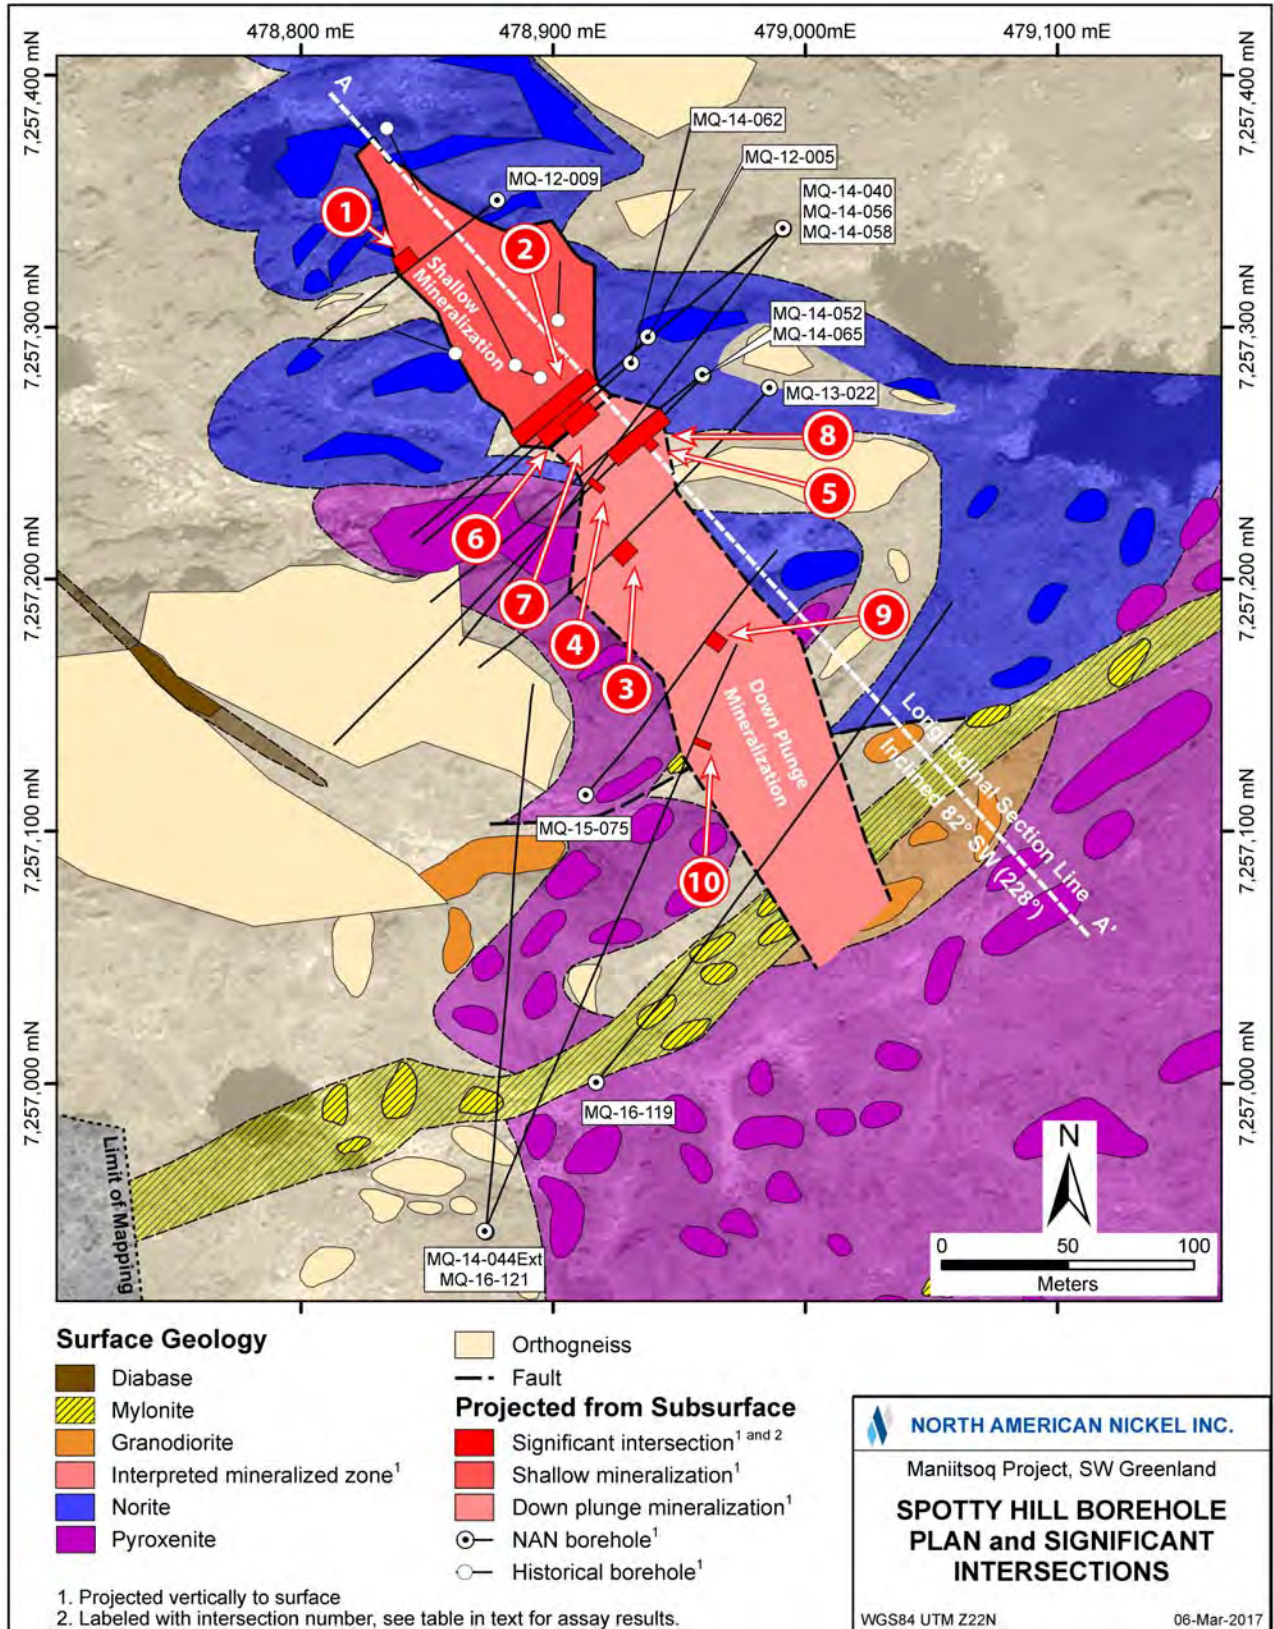 478,800 mE
478,900 mE
479,000 mE
479,100 mE
7,257,400 mN
7,257,400 mN
A
MQ-14-062
MQ-12-005
MQ-12-009
MQ-14-040
MQ-14-056
MQ-14-058
1
2
Shallow
Mineralization
7,257,300 mN
7,257,300 mN
MQ-14-052
MQ-14-065
MQ-13-022
8
5
6
7
4
3
9
7,257,200 mN
7,257,200 mN
Down Plunge
Mineralization
Longitudinal Section Line
Inclined 82° SW (228°)
A'
7,257,100 mN
7,257,100 mN
MQ-15-075
10
7,257,000 mN
7,257,000 mN
MQ-16-119
Limit of Mapping
MQ-14-044Ext
MQ-16-121
N
0
50
100
Meters
Surface Geology
Diabase
Mylonite
Granodiorite
Interpreted mineralized zone1
Norite
Pyroxenite
Orthogneiss
Fault
Projected from Subsurface
Significant intersection1 and 2
Shallow mineralization1
Down plunge mineralization1
NAN borehole1
Historical borehole1
1. Projected vertically to surface
2. Labeled with intersection number, see table in text for assay results.
NORTH AMERICAN NICKEL INC.
Maniitsoq Project, SW Greenland
SPOTTY HILL BOREHOLE
PLAN and SIGNIFICANT
INTERSECTIONS
WGS84 UTM Z22N
06-Mar-2017